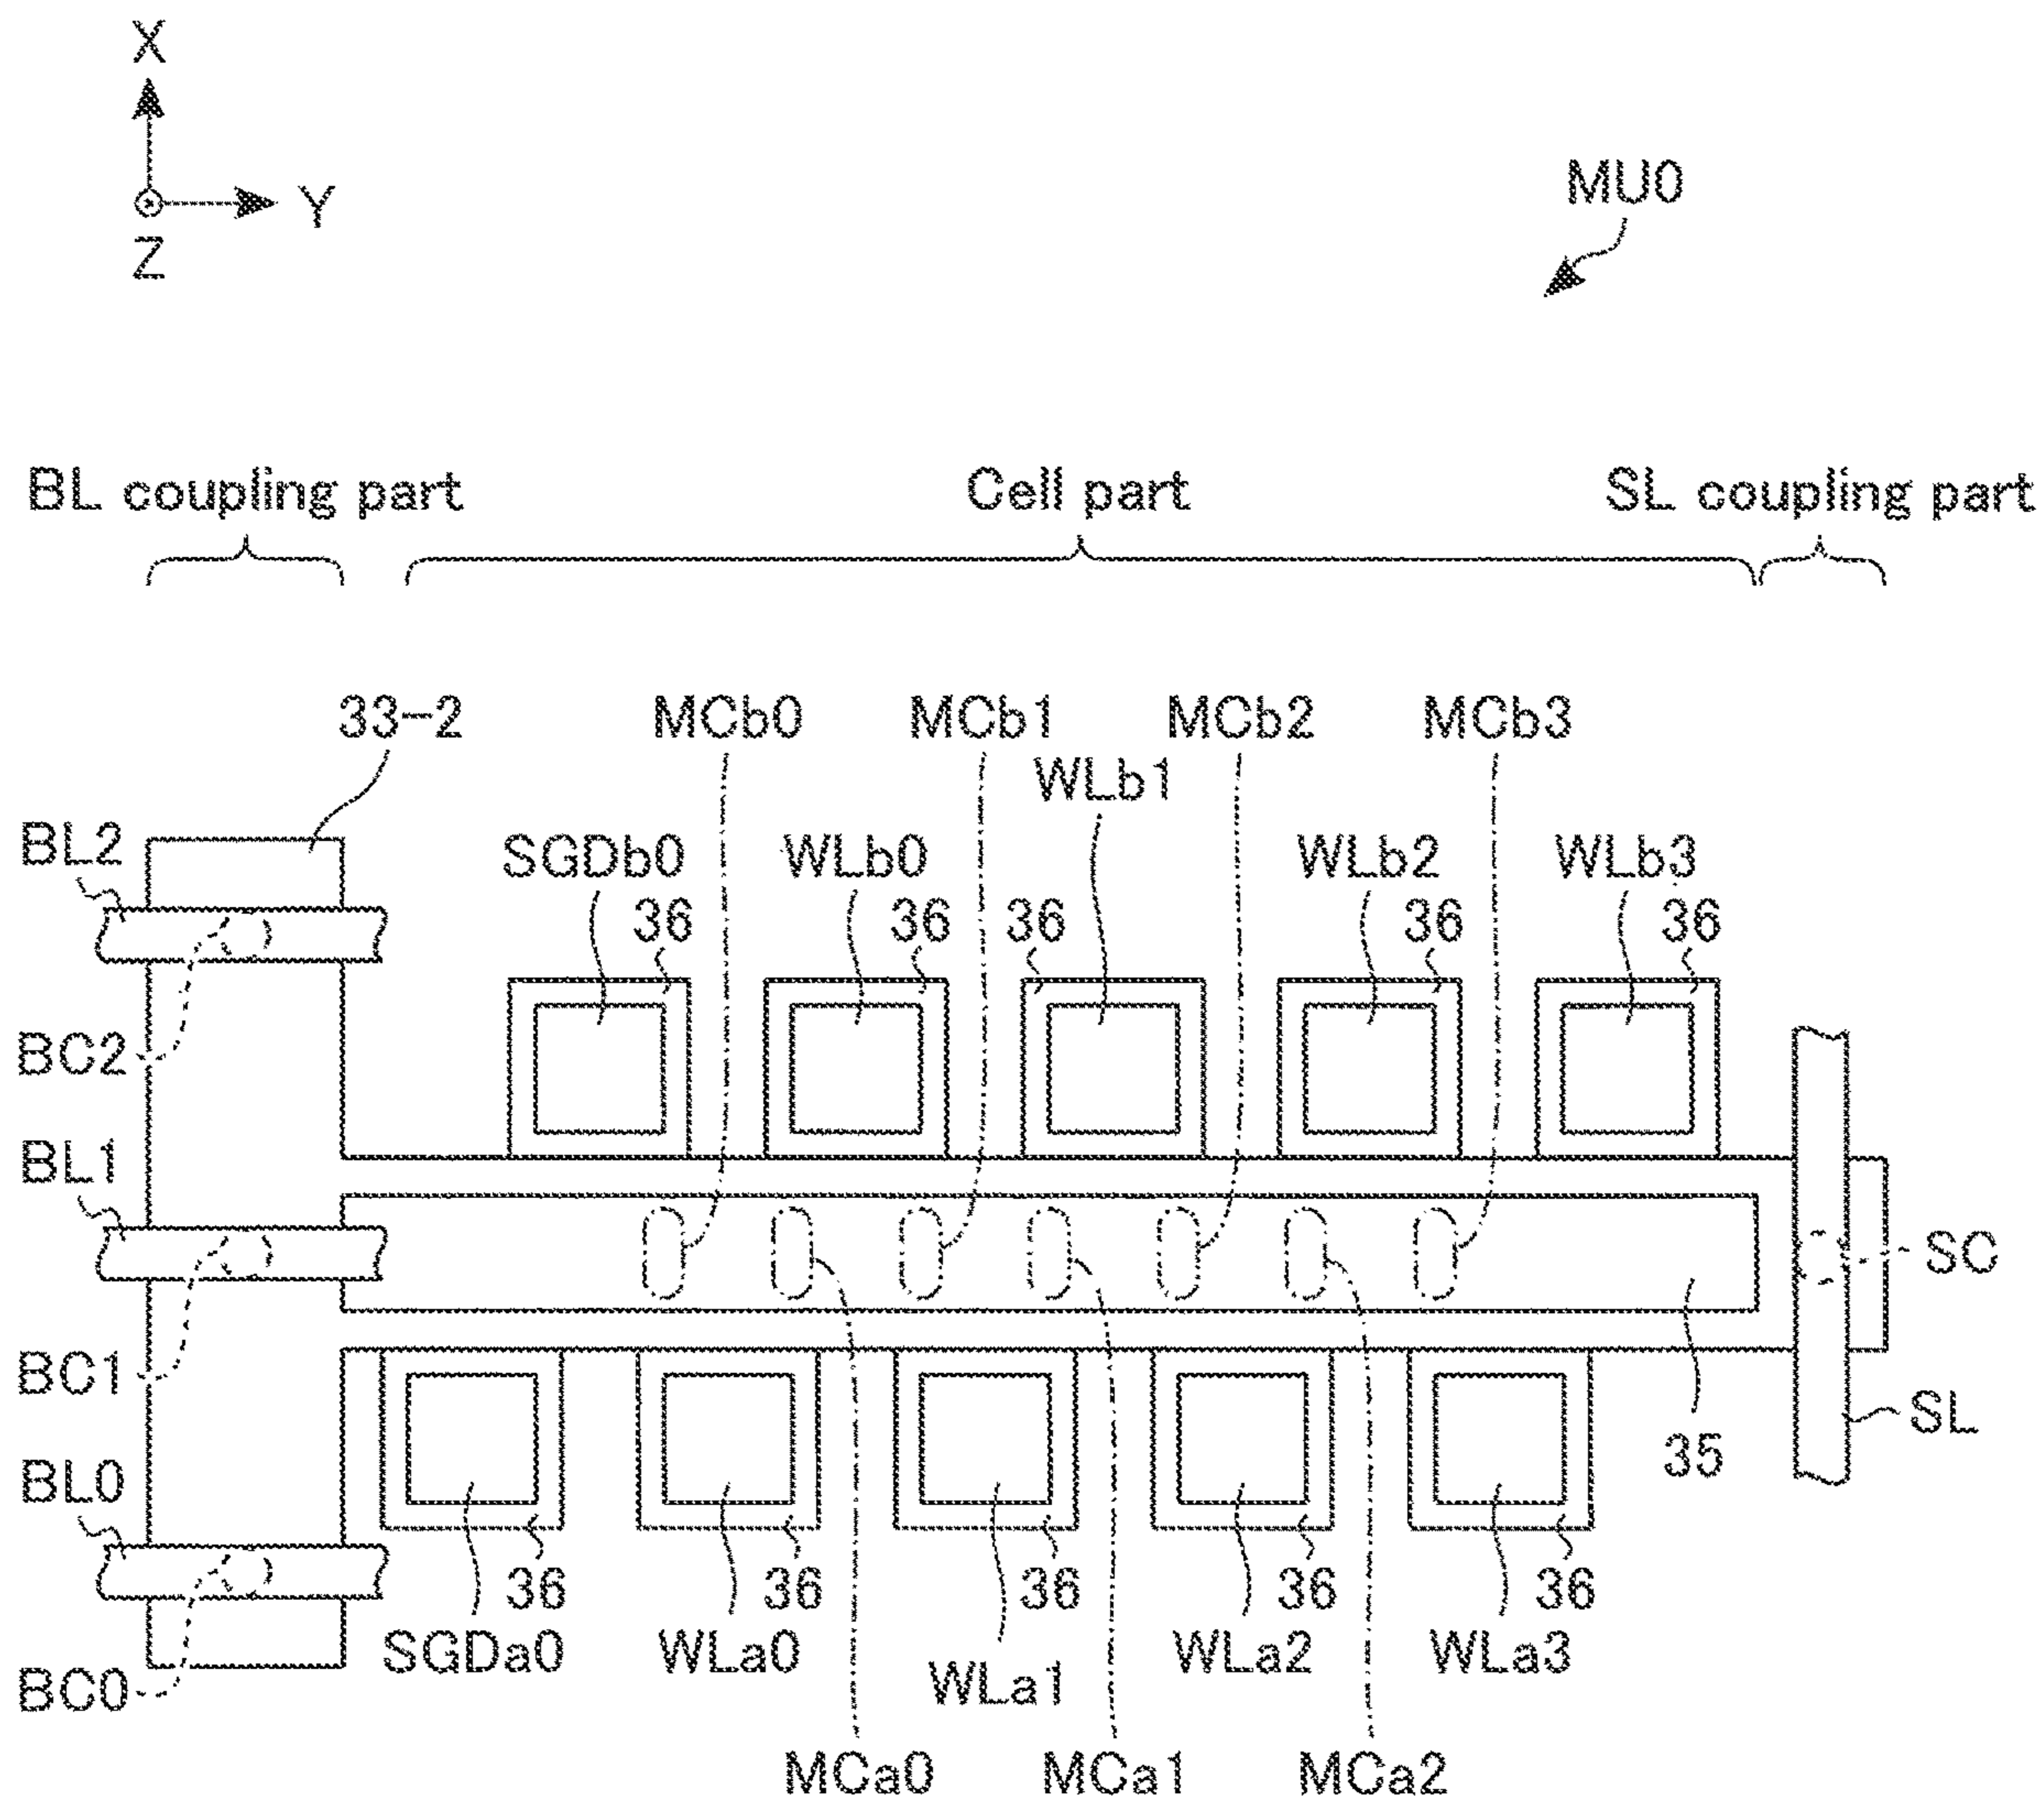 X
Y
Z
MU0
BL coupling part Cell part SL coupling part
33-2 MCb0 MCb1 MCb2 MCb3
WLb1
BL2 SGDb0 WLb0 WLb2 WLb3
36 36 36 36 36
BC2
BL1
SC
BC1
SL
35
BL0
36 36 36 36 36
SGDa0 WLa0 WLa1 WLa2 WLa3
BC0
MCa0 MCa1 MCa2